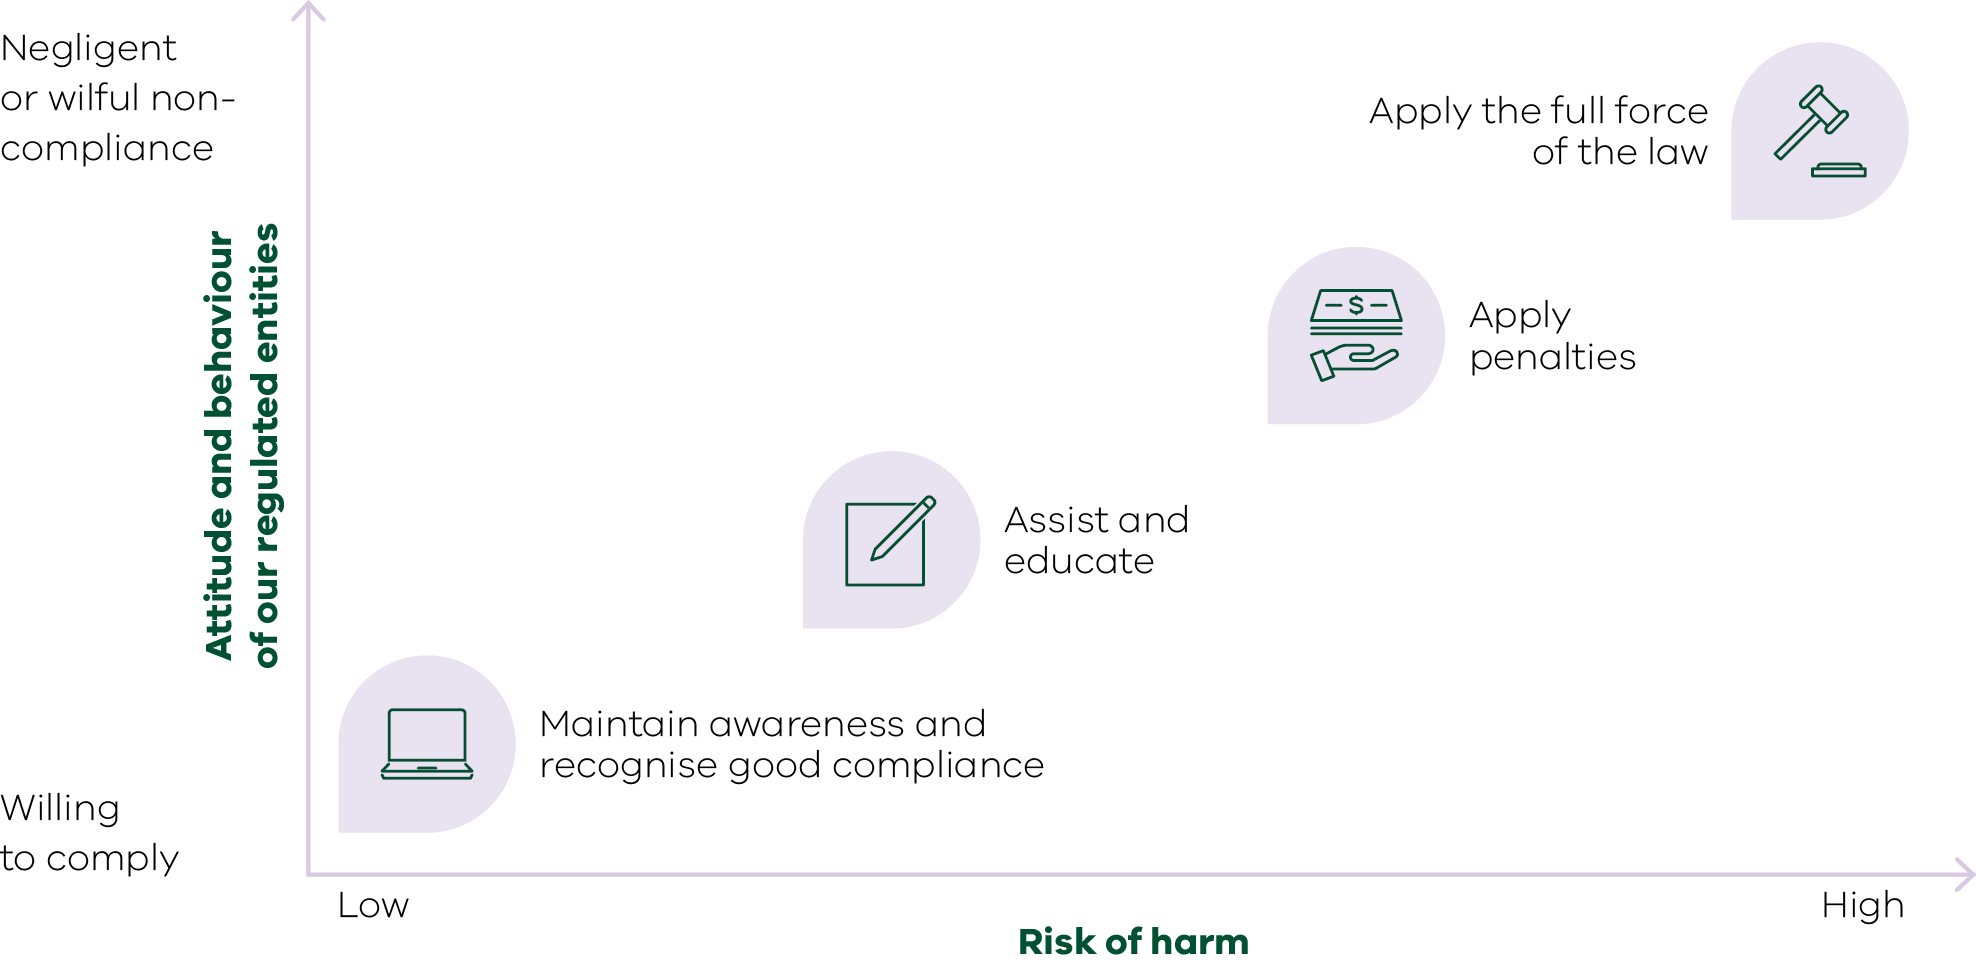 Negligent
or wilful non-
compliance
Apply the full force
of the law
$
Apply
penalties
Attitude and behaviour
of our regulated entities
Assist and
educate
Maintain awareness and
recognise good compliance
Willing
to comply
Low
High
Risk of harm